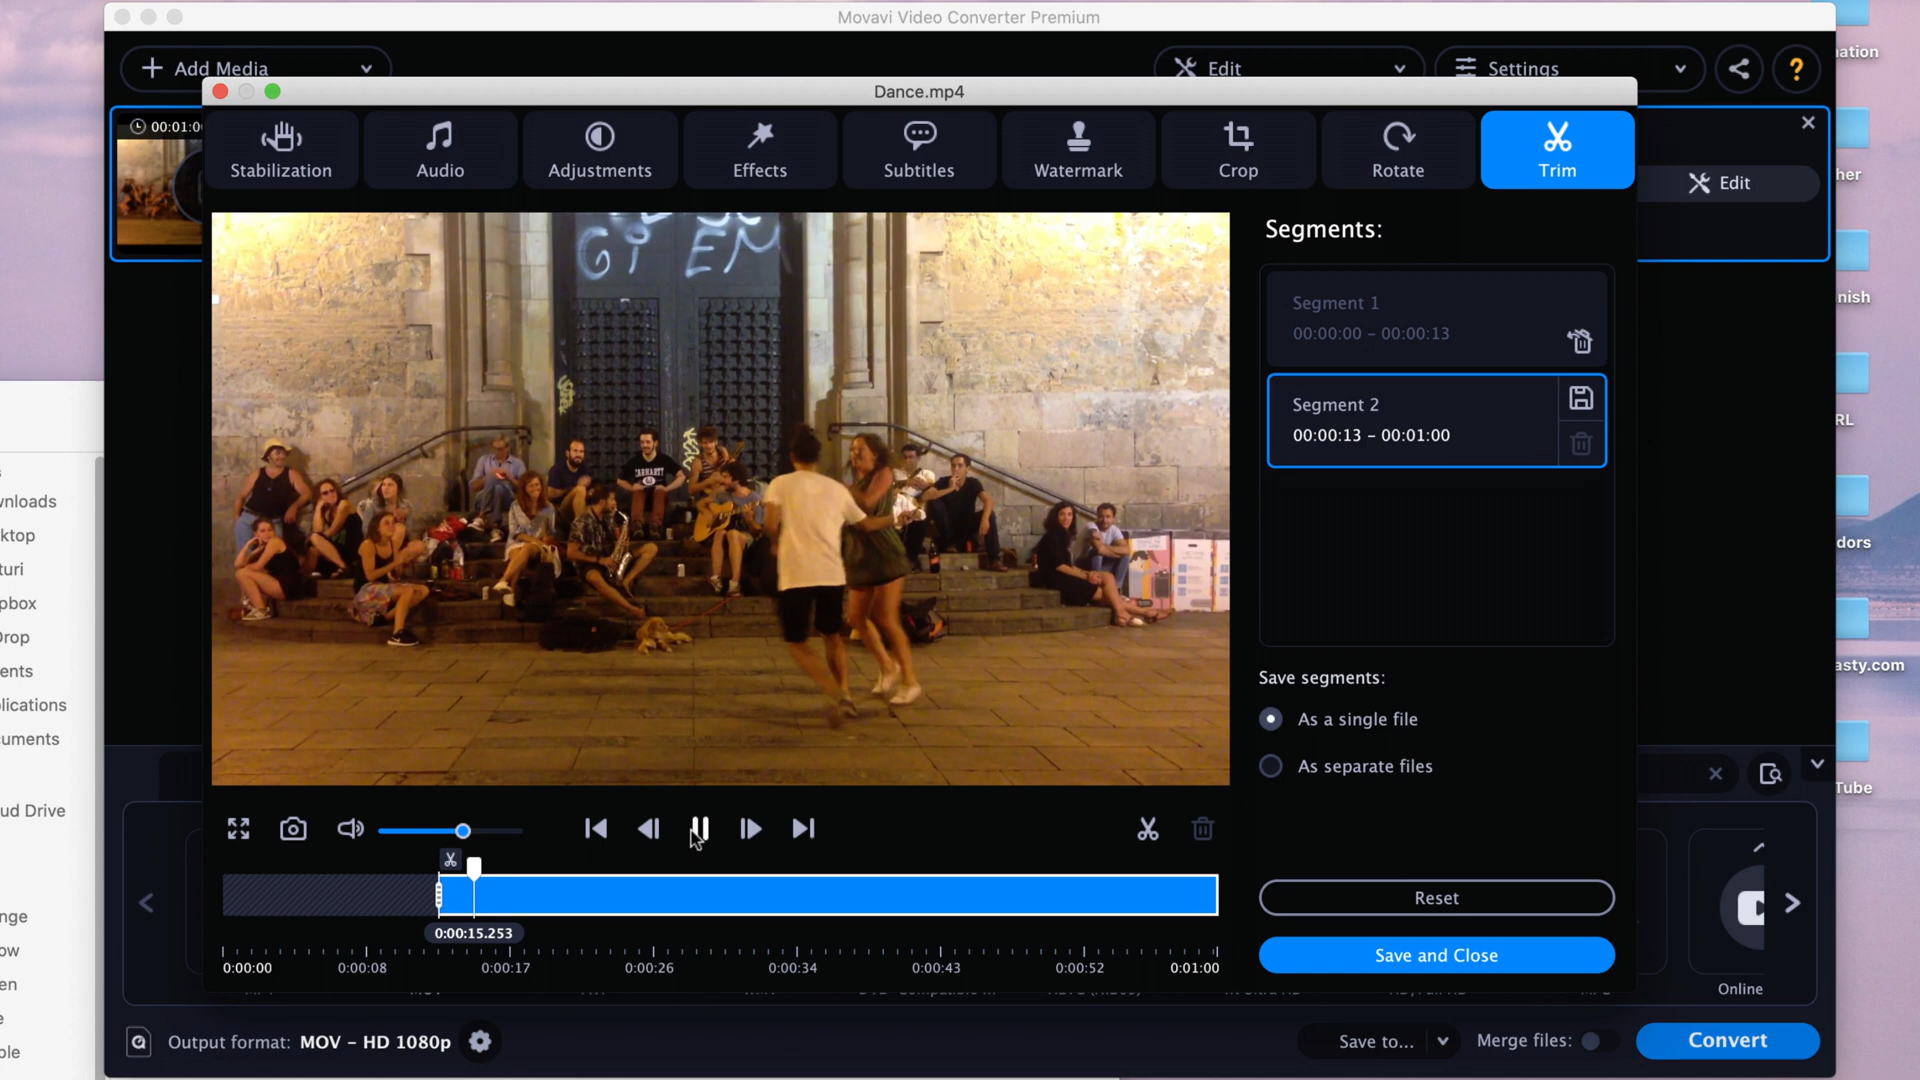 Movavi Video Converter Premium
Add Media
Edit
Settings
Dance.mp4
00:01:0
Stabilization
Audio
Adjustments
Effects
Subtitles
Watermark
Crop
Rotate
Trim
Edit
Segments:
Segment 1
00:00:00 – 00:00:13
Segment 2
00:00:13 – 00:01:00
CARHARTT
Save segments:
As a single file
As separate files
0:00:15.253
0:00:00
0:00:08
0:00:17
0:00:26
0:00:34
0:00:43
0:00:52
0:01:00
Reset
Save and Close
Online
Output format: MOV – HD 1080p
Save to...
Merge files:
Convert
wnloads
ktop
turi
pbox
Drop
ents
lications
uments
ud Drive
nge
ow
en
e
ole
ation
her
nish
RL
dors
asty.com
Tube